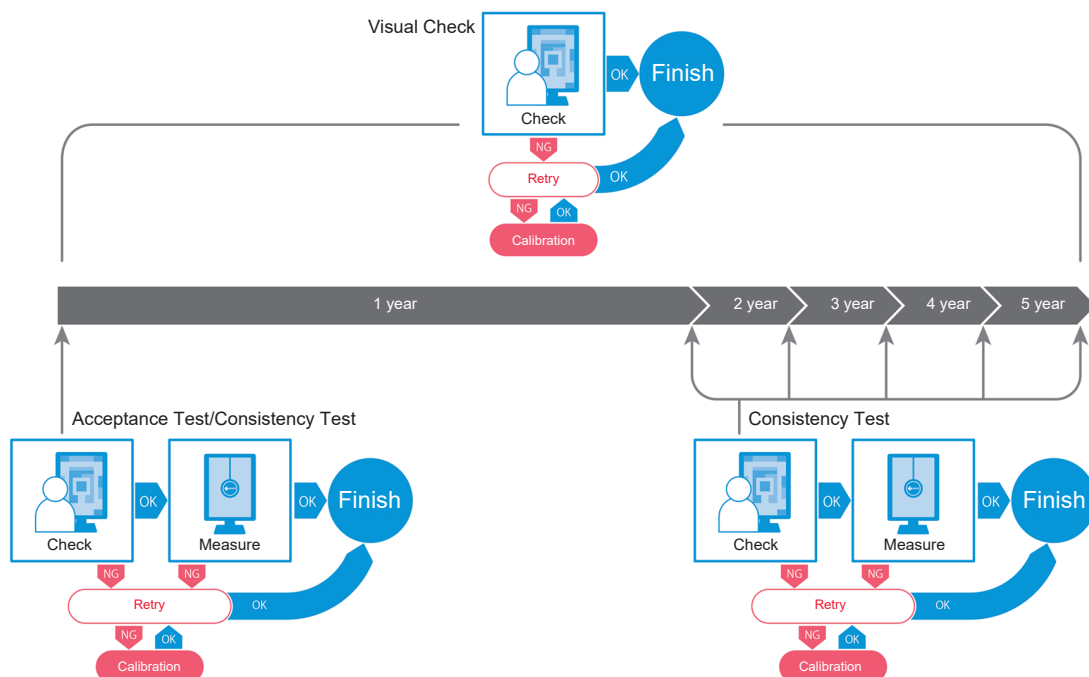 Visual Check
OK
Finish
Check
NG
Retry
OK
NG
OK
Calibration
1 year
2 year
3 year
4 year
5 year
Acceptance Test/Consistency Test
Check
OK
Measure
OK
Finish
NG
NG
Retry
OK
NG
OK
Calibration
Consistency Test
Check
OK
Measure
OK
Finish
NG
NG
Retry
OK
NG
OK
Calibration